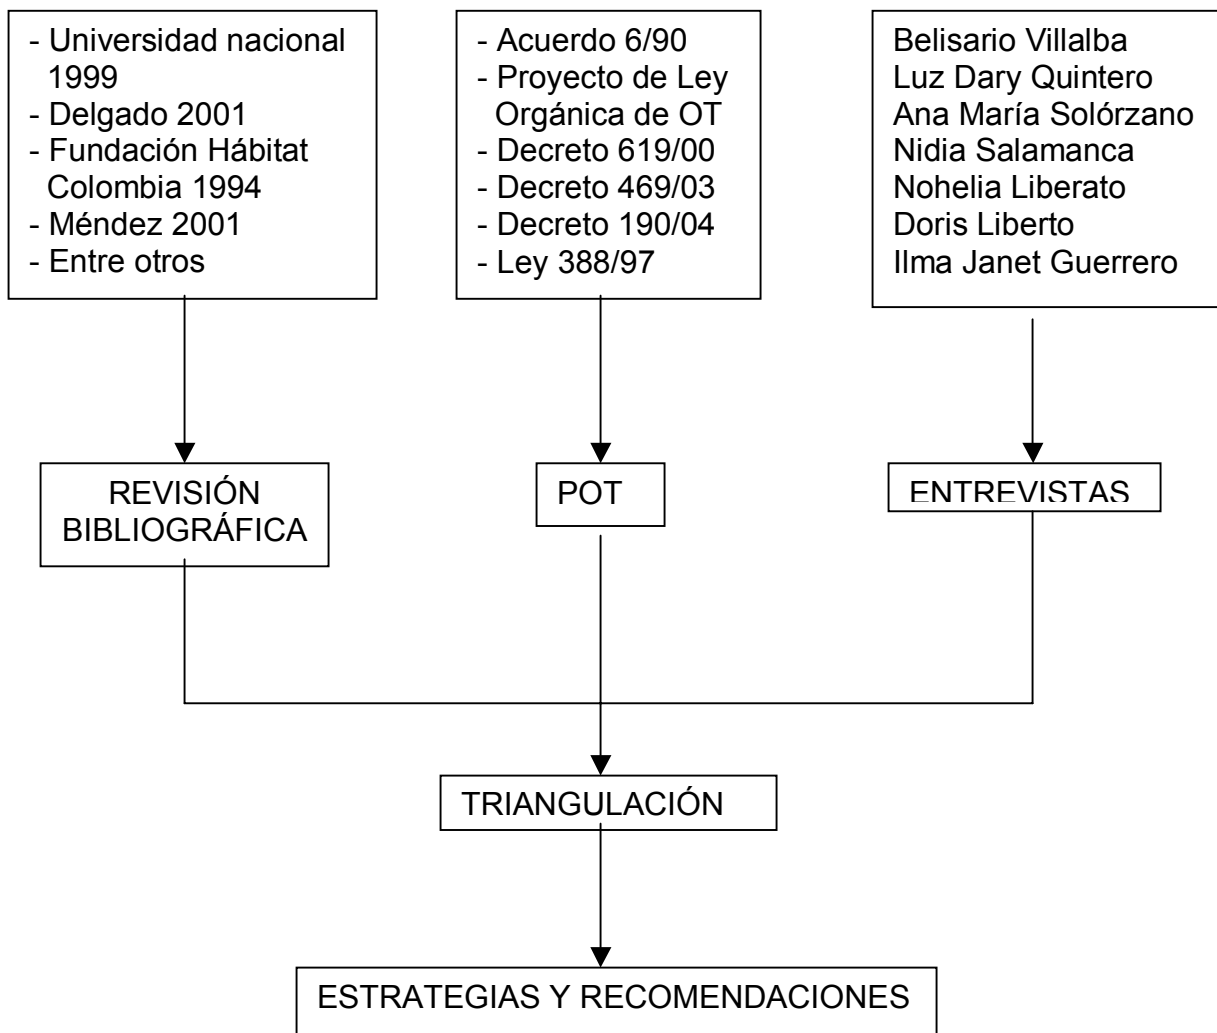 - Universidad nacional
1999
- Delgado 2001
- Fundación Hábitat
Colombia 1994
- Méndez 2001
- Entre otros
- Acuerdo 6/90
- Proyecto de Ley
Orgánica de OT
- Decreto 619/00
- Decreto 469/03
- Decreto 190/04
- Ley 388/97
Belisario Villalba
Luz Dary Quintero
Ana María Solórzano
Nidia Salamanca
Nohelia Liberato
Doris Liberto
Ilma Janet Guerrero
REVISIÓN
BIBLIOGRÁFICA
POT
ENTREVISTAS
TRIANGULACIÓN
ESTRATEGIAS Y RECOMENDACIONES